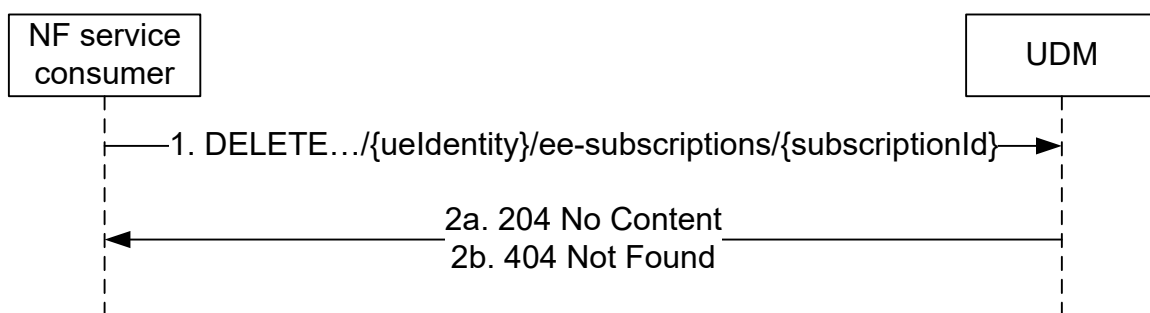 NF service
consumer
UDM
1. DELETE…/{ueIdentity}/ee-subscriptions/{subscriptionId}
2a. 204 No Content
2b. 404 Not Found